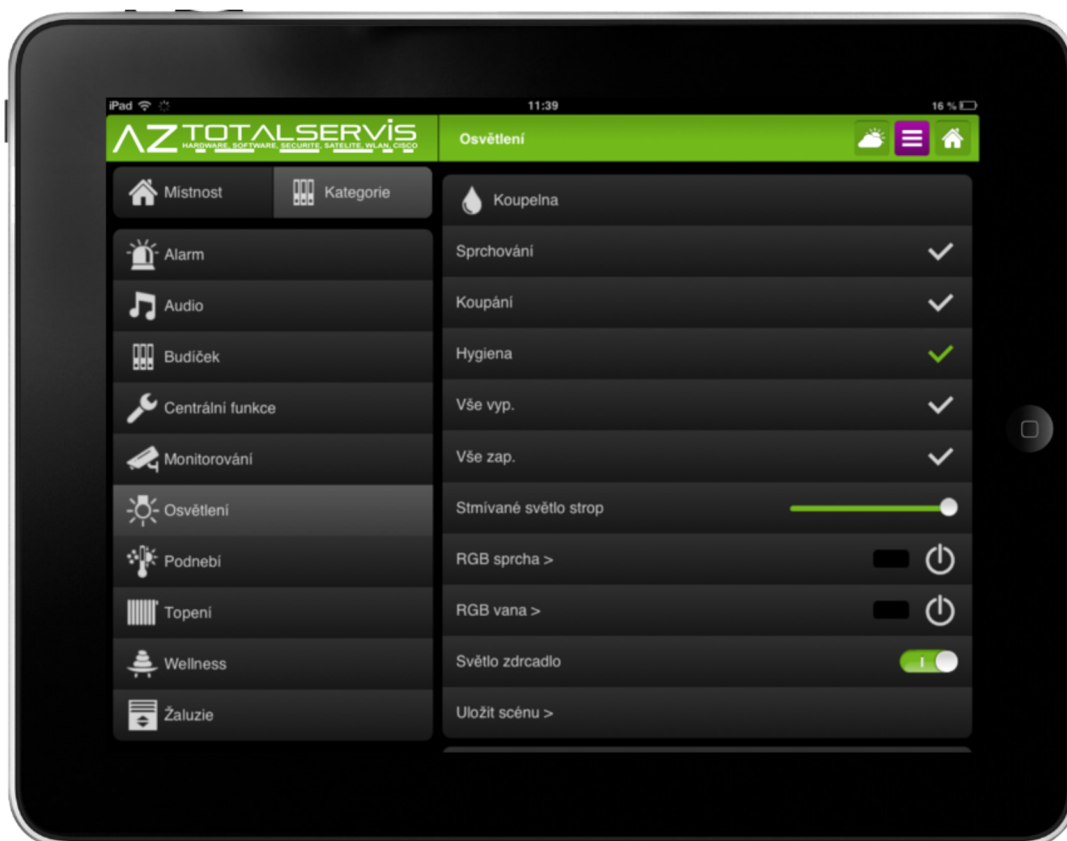 iPad
11:39
16 %
AZ TOTALSERVİS
HARDWARE, SOFTWARE, SECURITE, SATELITE, WLAN, CISCO
Osvětlení
Místnost
Kategorie
Alarm
Audio
Budíček
Centrální funkce
Monitorování
Osvětlení
Podnebí
Topení
Wellness
Žaluzie
Koupelna
Sprchování
Koupání
Hygiena
Vše vyp.
Vše zap.
Stmívané světlo strop
RGB sprcha >
RGB vana >
Světlo zdrcadlo
Uložit scénu >